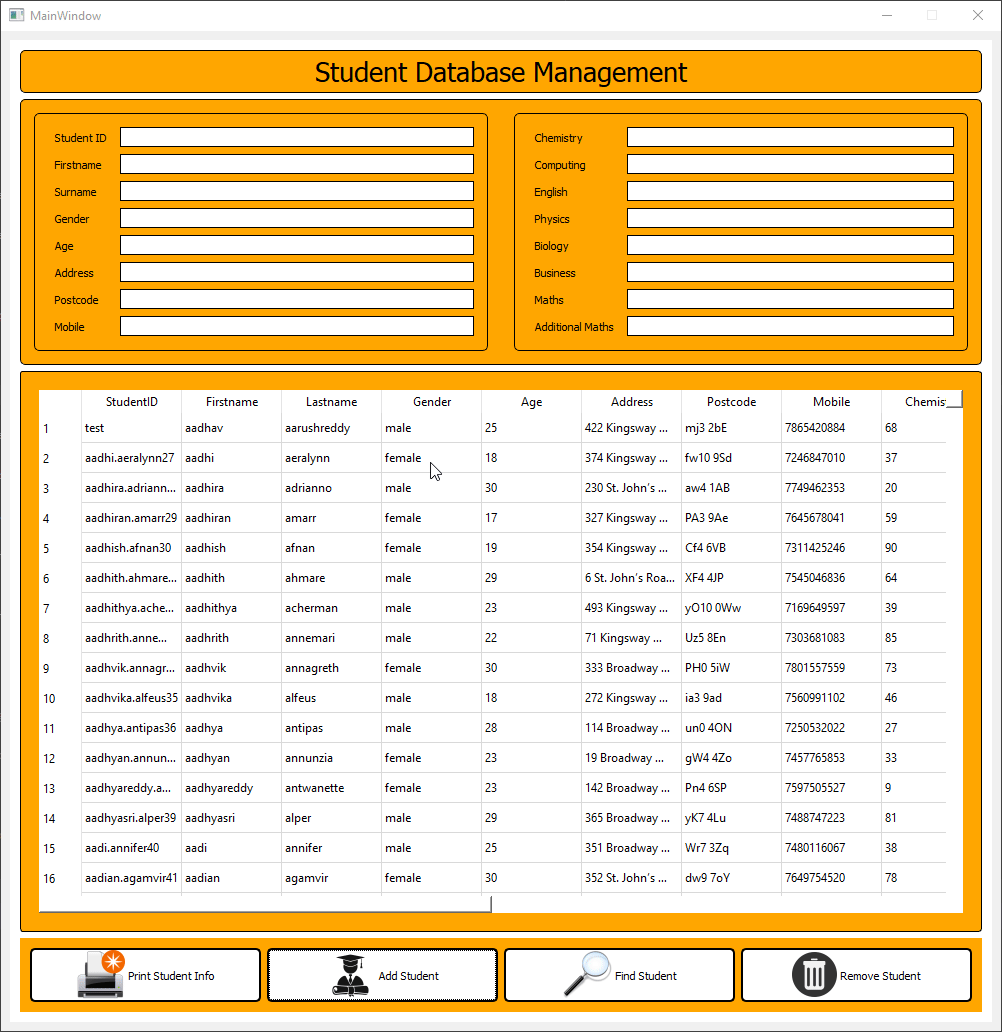 MainWindow
Student Database Management
Student ID
Firstname
Surname
Gender
Age
Address
Postcode
Mobile
Chemistry
Computing
English
Physics
Biology
Business
Maths
Additional Maths
StudentID Firstname Lastname Gender Age Address Postcode Mobile Chemis
1 test aadhav aarushreddy male 25 422 Kingsway ... mj3 2bE 7865420884 68
2 aadhi.aeralynn27 aadhi aeralynn female 18 374 Kingsway ... fw10 9Sd 7246847010 37
3 aadhira.adriann... aadhira adrianno male 30 230 St. John's ... aw4 1AB 7749462353 20
4 aadhiran.amarr29 aadhiran amarr female 17 327 Kingsway ... PA3 9Ae 7645678041 59
5 aadhish.afnan30 aadhish afnan female 19 354 Kingsway ... Cf4 6VB 7311425246 90
6 aadhith.ahmare... aadhith ahmare male 29 6 St. John's Roa... XF4 4JP 7545046836 64
7 aadhithya.ache... aadhithya acherman male 23 493 Kingsway ... yO10 0Ww 7169649597 39
8 aadhrith.anne... aadhrith annemari male 22 71 Kingsway ... Uz5 8En 7303681083 85
9 aadhvik.annagr... aadhvik annagreth female 30 333 Broadway ... PH0 5iW 7801557559 73
10 aadhvika.alfeus35 aadhvika alfeus male 18 272 Kingsway ... ia3 9ad 7560991102 46
11 aadhya.antipas36 aadhya antipas male 28 114 Broadway ... un0 4ON 7250532022 27
12 aadhyan.annun... aadhyan annunzia female 23 19 Broadway ... gW4 4Zo 7457765853 33
13 aadhyareddy.a... aadhyareddy antwanette female 23 142 Broadway ... Pn4 6SP 7597505527 9
14 aadhyasri.alper39 aadhyasri alper male 29 365 Broadway ... yK7 4Lu 7488747223 81
15 aadi.annifer40 aadi annifer male 25 351 Broadway ... Wr7 3Zq 7480116067 38
16 aadian.agamvir41 aadian agamvir female 30 352 St. John's ... dw9 7oY 7649754520 78
Print Student Info
Add Student
Find Student
Remove Student